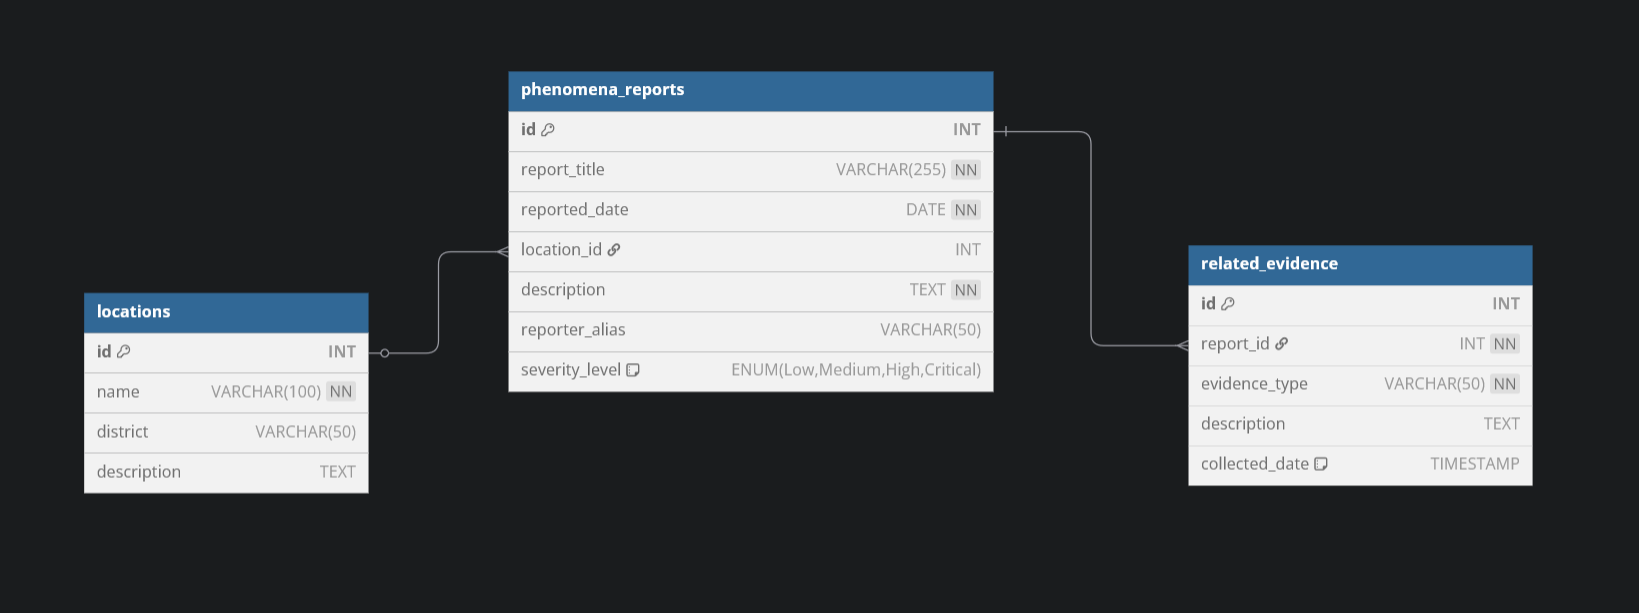 phenomena_reports
id INT
report_title VARCHAR(255) NN
reported_date DATE NN
location_id INT
description TEXT NN
reporter_alias VARCHAR(50)
severity_level ENUM(Low,Medium,High,Critical)
locations
id INT
name VARCHAR(100) NN
district VARCHAR(50)
description TEXT
related_evidence
id INT
report_id INT NN
evidence_type VARCHAR(50) NN
description TEXT
collected_date TIMESTAMP